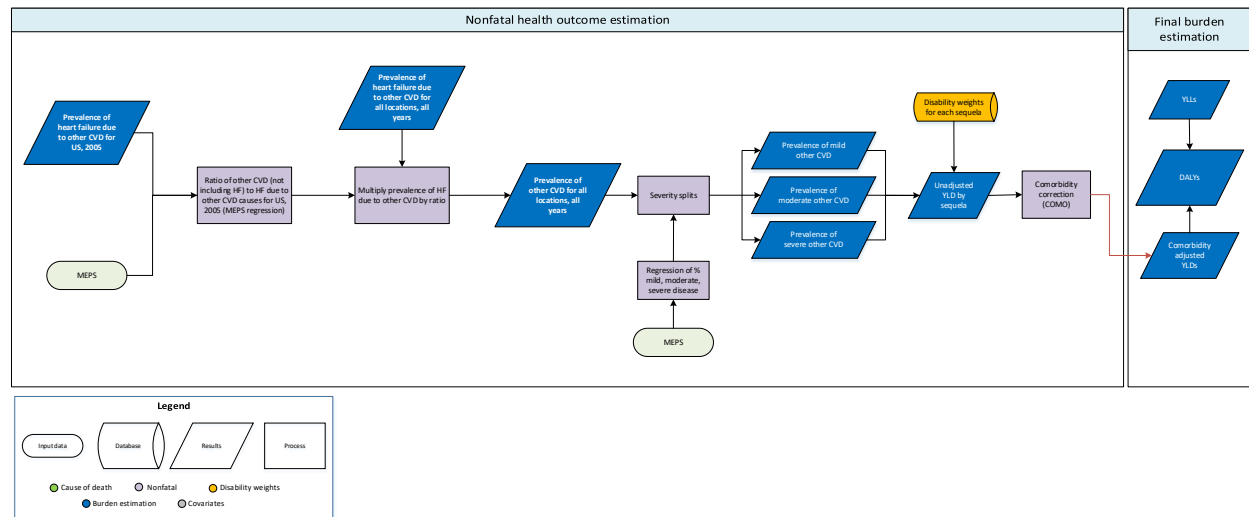 Nonfatal health outcome estimation
Final burden
estimation
Prevalence of
heart failure due
to other CVD for
US, 2005
MEPS
Ratio of other CVD (not
including HF) to HF due to
other CVD causes for US,
2005 (MEPS regression)
Prevalence of
heart failure due to
other CVD for
all locations, all
years
Multiply prevalence of HF
due to other CVD by ratio
Prevalence of
other CVD for all
locations, all
years
Severity splits
Regression of %
mild, moderate,
severe disease
MEPS
Prevalence of mild
other CVD
Prevalence of
moderate other CVD
Prevalence of
severe other CVD
Disability weights
for each sequela
Unadjusted
YLD by
sequela
Comorbidity
correction
(COMO)
YLLs
DALYs
Comorbidity
adjusted
YLDs
Legend
Input data
Database
Results
Process
Cause of death
Nonfatal
Disability weights
Burden estimation
Covariates